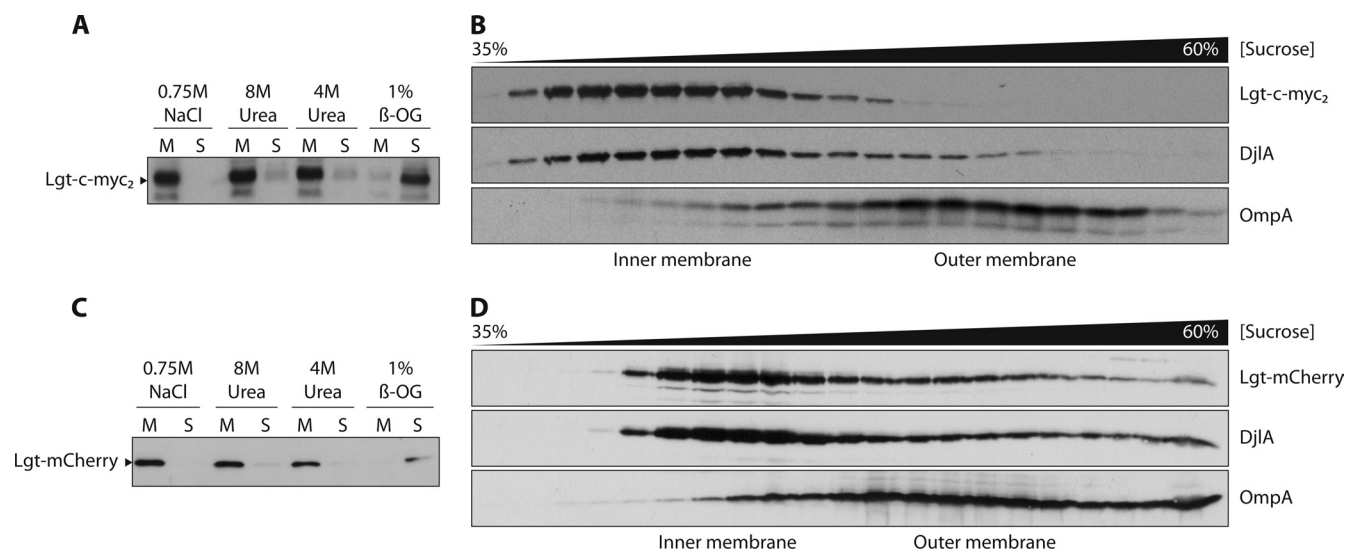 A
0.75M NaCl
8M Urea
4M Urea
1% ß-OG
M S M S M S M S
Lgt-c-myc₂
B
35% 60% [Sucrose]
Lgt-c-myc₂
DjlA
OmpA
Inner membrane Outer membrane
C
0.75M NaCl
8M Urea
4M Urea
1% ß-OG
M S M S M S M S
Lgt-mCherry
D
35% 60% [Sucrose]
Lgt-mCherry
DjlA
OmpA
Inner membrane Outer membrane